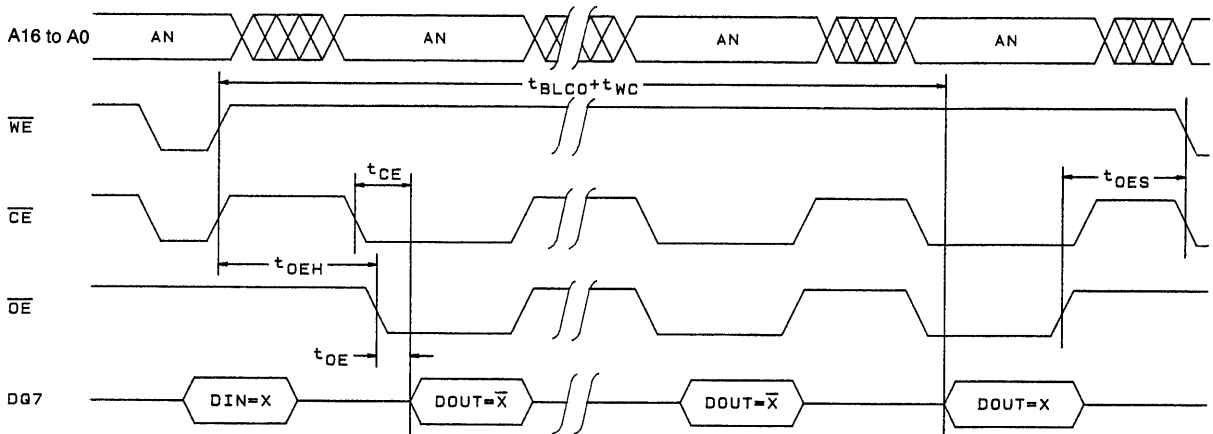 A16 to A0 AN AN AN AN
tBLCO+tWC
WE
tCE
tOES
CE
tOEH
OE
tOE
DQ7 DIN=X DOUT=X̅ DOUT=X̅ DOUT=X